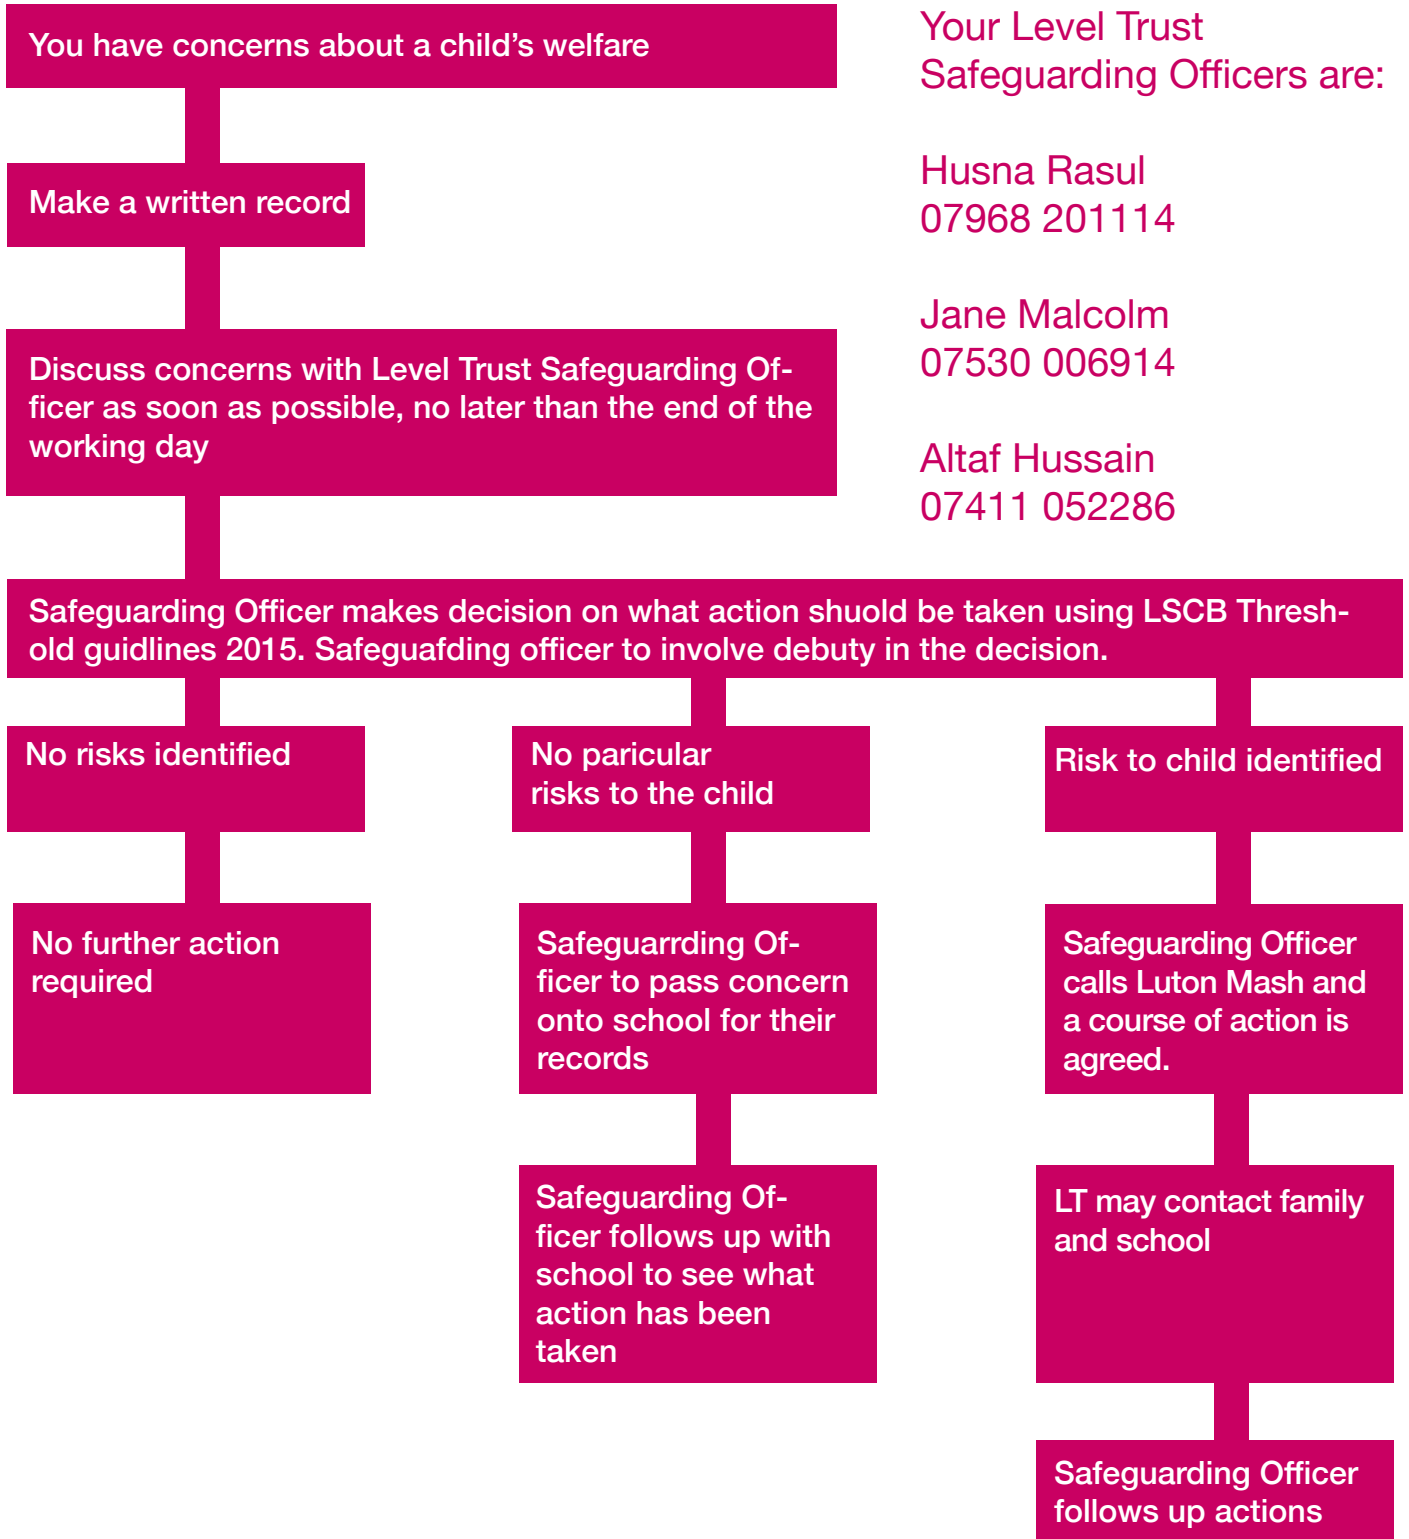 You have concerns about a child's welfare
Make a written record
Discuss concerns with Level Trust Safeguarding Of-
ficer as soon as possible, no later than the end of the
working day
Your Level Trust
Safeguarding Officers are:
Husna Rasul
07968 201114
Jane Malcolm
07530 006914
Altaf Hussain
07411 052286
Safeguarding Officer makes decision on what action shuold be taken using LSCB Thresh-
old guidlines 2015. Safeguafding officer to involve debuty in the decision.
No risks identified
No further action
required
No paricular
risks to the child
Safeguarrding Of-
ficer to pass concern
onto school for their
records
Safeguarding Of-
ficer follows up with
school to see what
action has been
taken
Risk to child identified
Safeguarding Officer
calls Luton Mash and
a course of action is
agreed.
LT may contact family
and school
Safeguarding Officer
follows up actions